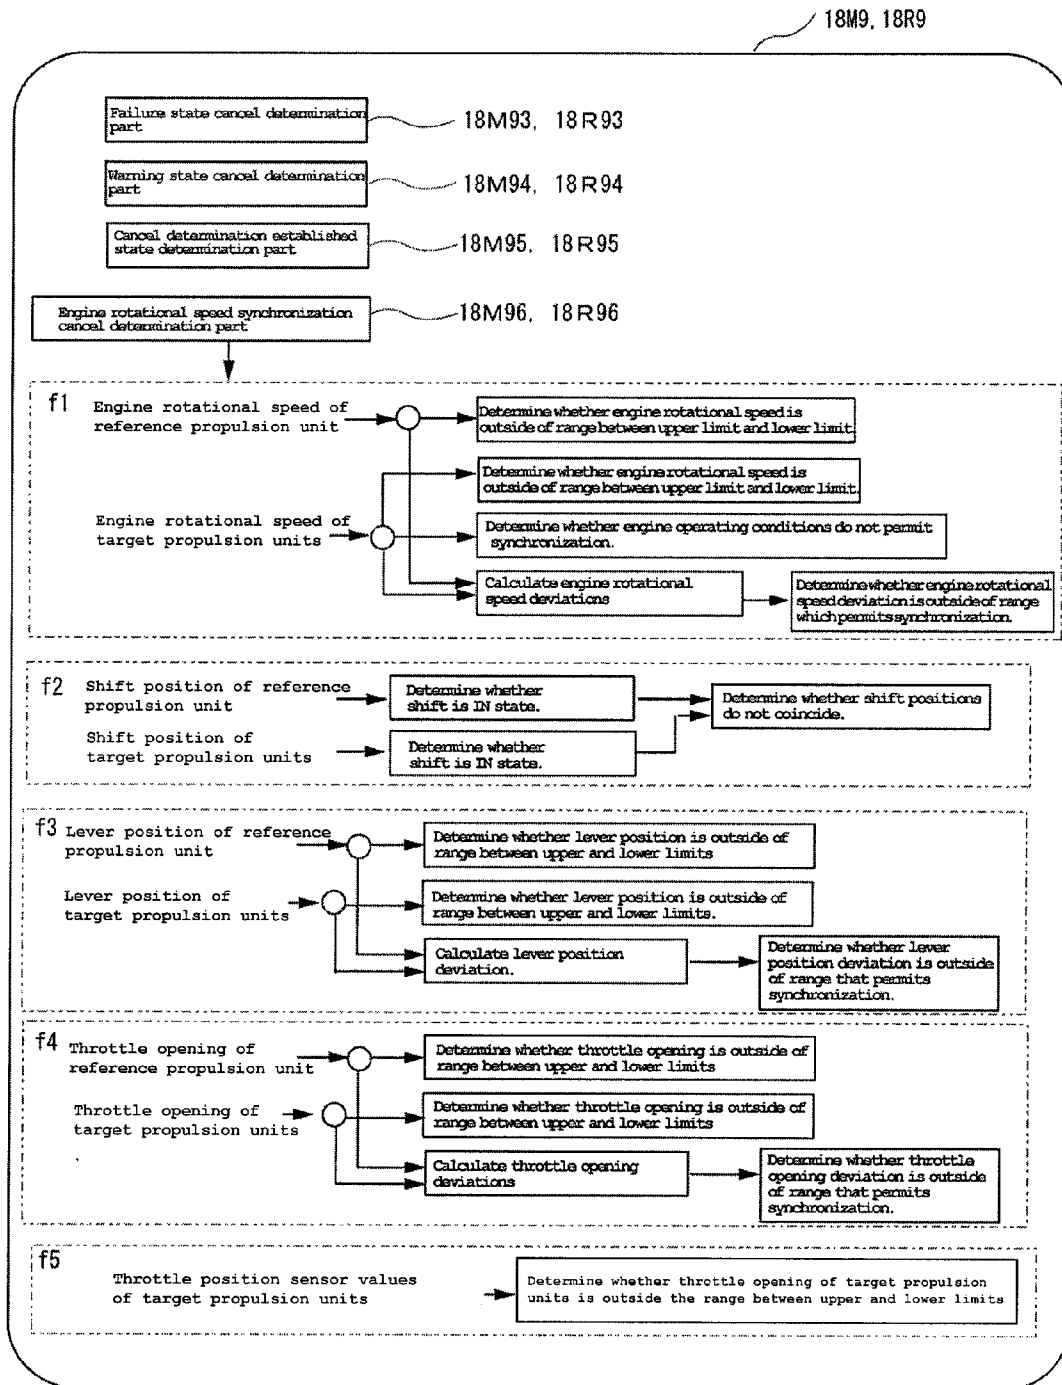 18M9, 18R9
Failure state cancel determination
part
18M93, 18R93
Warning state cancel determination
part
18M94, 18R94
Cancel determination established
state determination part
18M95, 18R95
Engine rotational speed synchronization
cancel determination part
18M96, 18R96
f1
Engine rotational speed of
reference propulsion unit
Determine whether engine rotational speed is
outside of range between upper limit and lower limit.
Determine whether engine rotational speed is
outside of range between upper limit and lower limit.
Engine rotational speed of
target propulsion units
Determine whether engine operating conditions do not permit
synchronization.
Calculate engine rotational
speed deviations
Determine whether engine rotational
speed deviation is outside of range
which permits synchronization.
f2
Shift position of reference
propulsion unit
Determine whether
shift is IN state.
Determine whether shift positions
do not coincide.
Shift position of
target propulsion units
Determine whether
shift is IN state.
f3
Lever position of reference
propulsion unit
Determine whether lever position is outside of
range between upper and lower limits
Lever position of
target propulsion units
Determine whether lever position is outside of
range between upper and lower limits.
Calculate lever position
deviation.
Determine whether lever
position deviation is outside
of range that permits
synchronization.
f4
Throttle opening of
reference propulsion unit
Determine whether throttle opening is outside of
range between upper and lower limits
Throttle opening of
target propulsion units
Determine whether throttle opening is outside of
range between upper and lower limits
Calculate throttle opening
deviations
Determine whether throttle
opening deviation is outside
of range that permits
synchronization.
f5
Throttle position sensor values
of target propulsion units
Determine whether throttle opening of target propulsion
units is outside the range between upper and lower limits